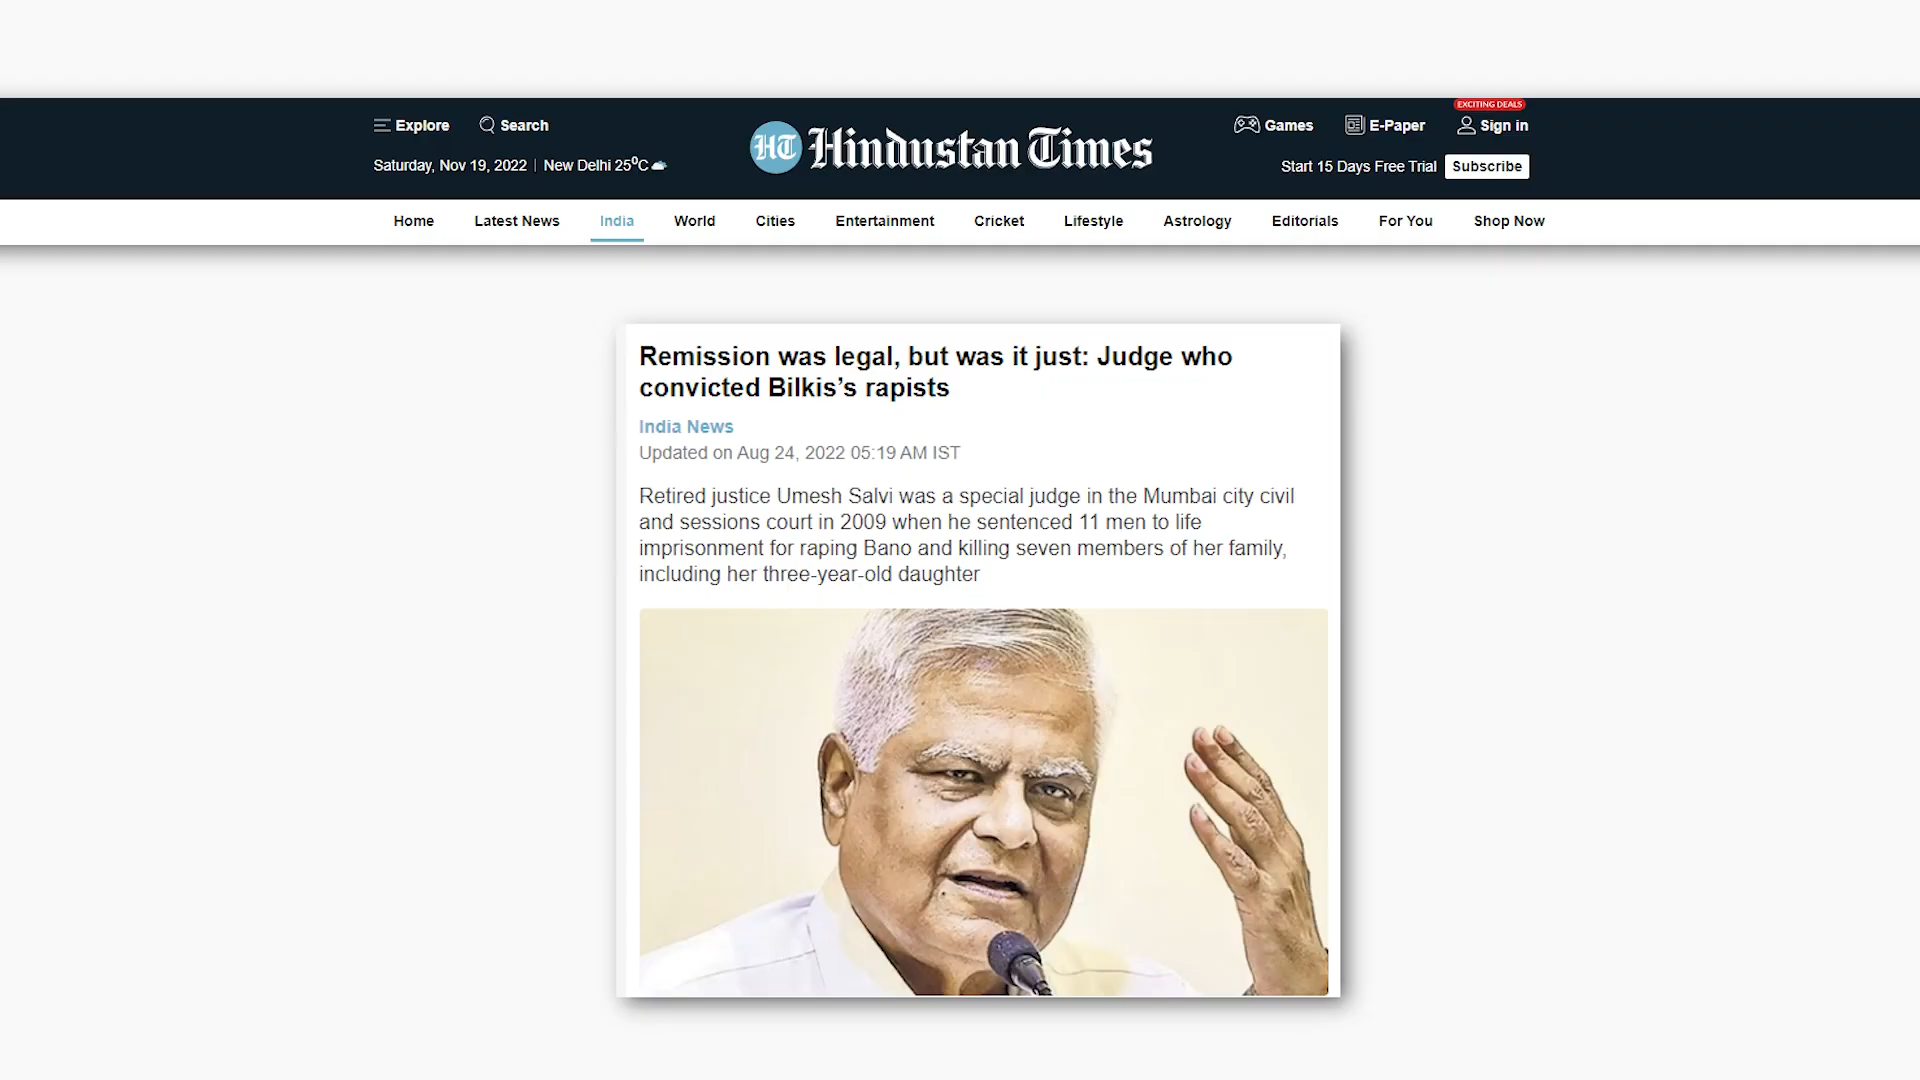 EXCITING DEALS
Explore Search
HT Hindustan Times
Games E-Paper Sign in
Saturday, Nov 19, 2022 | New Delhi 25⁰C
Start 15 Days Free Trial Subscribe
Home Latest News India World Cities Entertainment Cricket Lifestyle Astrology Editorials For You Shop Now
Remission was legal, but was it just: Judge who
convicted Bilkis’s rapists
India News
Updated on Aug 24, 2022 05:19 AM IST
Retired justice Umesh Salvi was a special judge in the Mumbai city civil
and sessions court in 2009 when he sentenced 11 men to life
imprisonment for raping Bano and killing seven members of her family,
including her three-year-old daughter